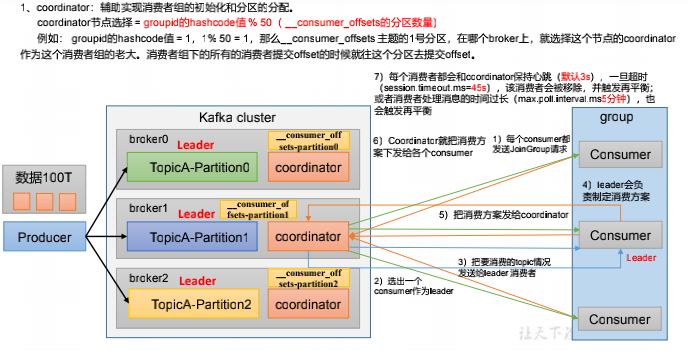 1、coordinator：辅助实现消费者组的初始化和分区的分配。
coordinator节点选择 = groupid的hashcode值 % 50（ __consumer_offsets的分区数量）
例如： groupid的hashcode值 = 1，1% 50 = 1，那么__consumer_offsets 主题的1号分区，在哪个broker上，就选择这个节点的coordinator
作为这个消费者组的老大。消费者组下的所有的消费者提交offset的时候就往这个分区去提交offset。
7）每个消费者都会和coordinator保持心跳（默认3s），一旦超时
（session.timeout.ms=45s），该消费者会被移除，并触发再平衡；
或者消费者处理消息的时间过长（max.poll.interval.ms5分钟），也
会触发再平衡
Kafka cluster
group
broker0
Leader
__consumer_off
sets-partition0
TopicA-Partition0
coordinator
6）Coordinator就把消费方
案下发给各个consumer
1）每个consumer都
发送JoinGroup请求
Consumer
数据100T
Producer
broker1
Leader
__consumer_of
fsets-partition1
TopicA-Partition1
coordinator
5）把消费方案发给coordinator
4）leader会负
责制定消费方案
Consumer
Leader
3）把要消费的topic情况
发送给leader 消费者
broker2
Leader
__consumer_off
sets-partition2
TopicA-Partition2
coordinator
2）选出一个
consumer作为leader
Consumer
让天下